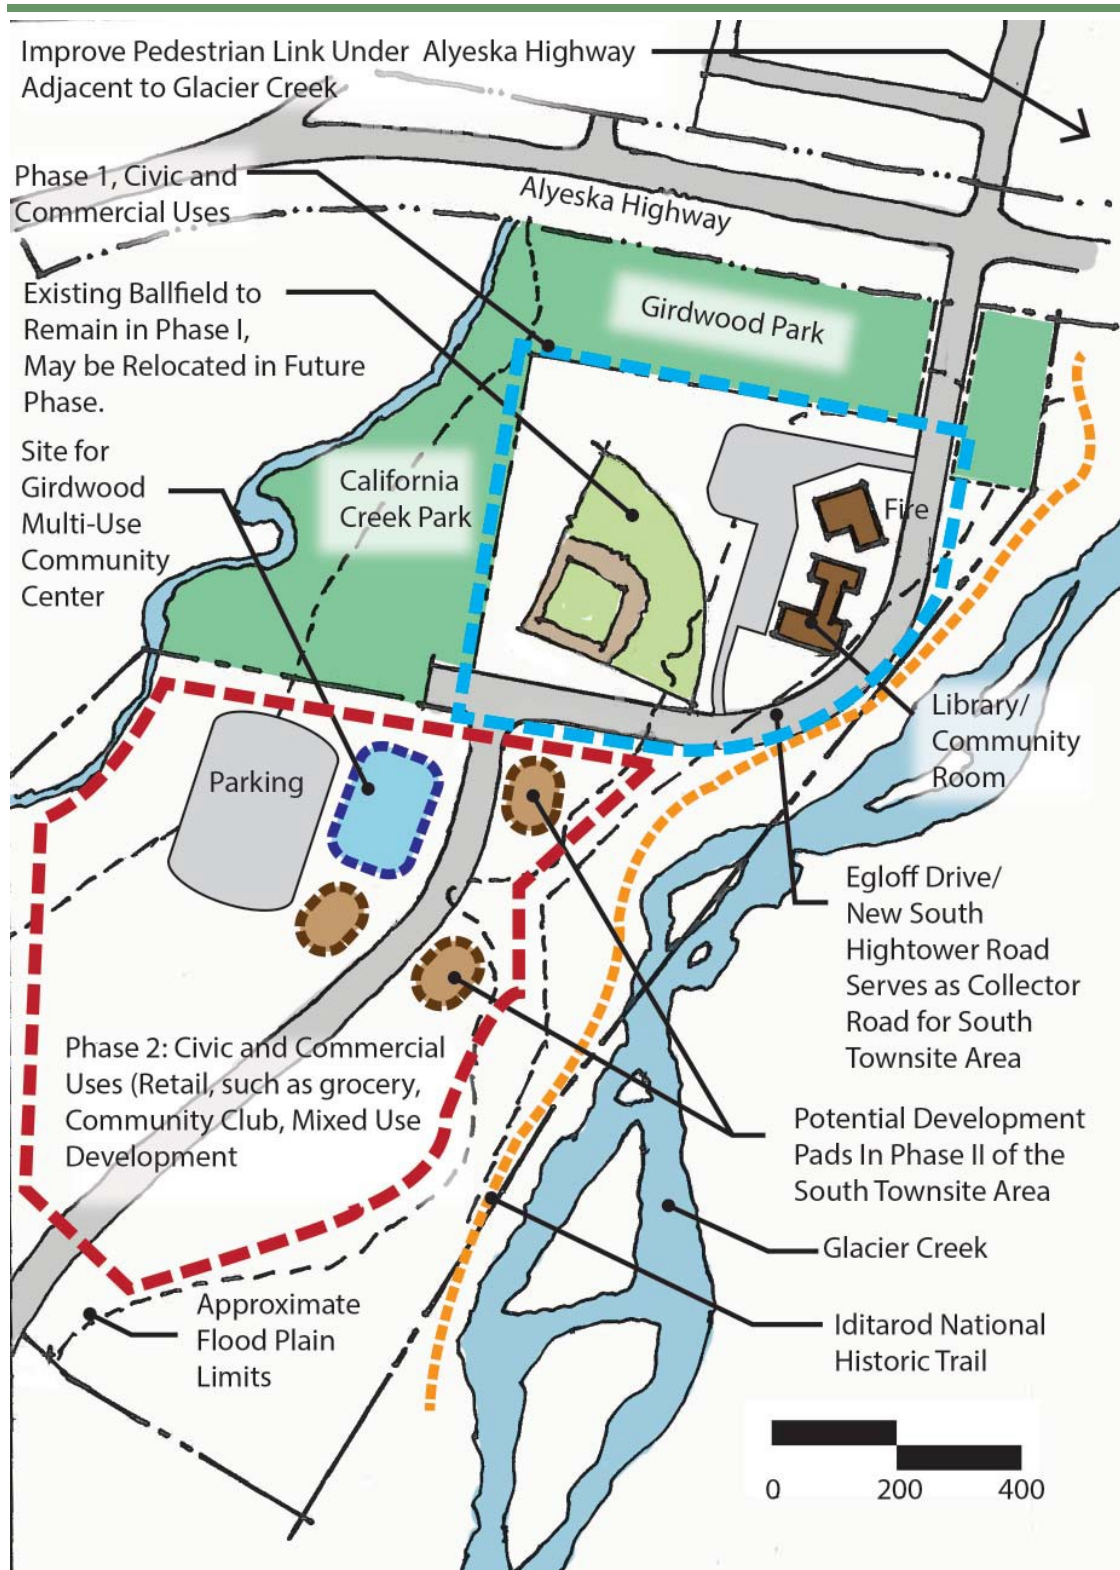 Improve Pedestrian Link Under Alyeska Highway
Adjacent to Glacier Creek
Phase 1, Civic and
Commercial Uses
Alyeska Highway
Existing Ballfield to
Remain in Phase I,
May be Relocated in Future
Phase.
Girdwood Park
Site for
Girdwood
Multi-Use
Community
Center
California
Creek Park
Fire
Library/
Community
Room
Parking
Egloff Drive/
New South
Hightower Road
Serves as Collector
Road for South
Townsite Area
Phase 2: Civic and Commercial
Uses (Retail, such as grocery,
Community Club, Mixed Use
Development
Potential Development
Pads In Phase II of the
South Townsite Area
Glacier Creek
Approximate
Flood Plain
Limits
Iditarod National
Historic Trail
0 200 400